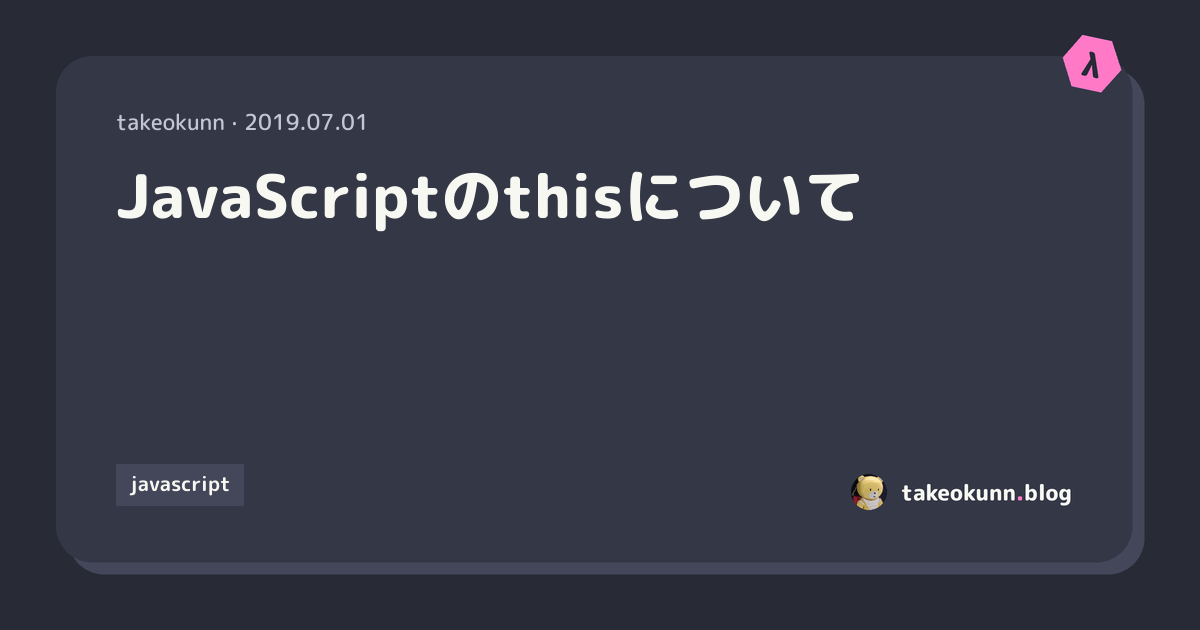 λ
takeokunn · 2019.07.01
JavaScriptのthisについて
javascript
takeokunn.blog